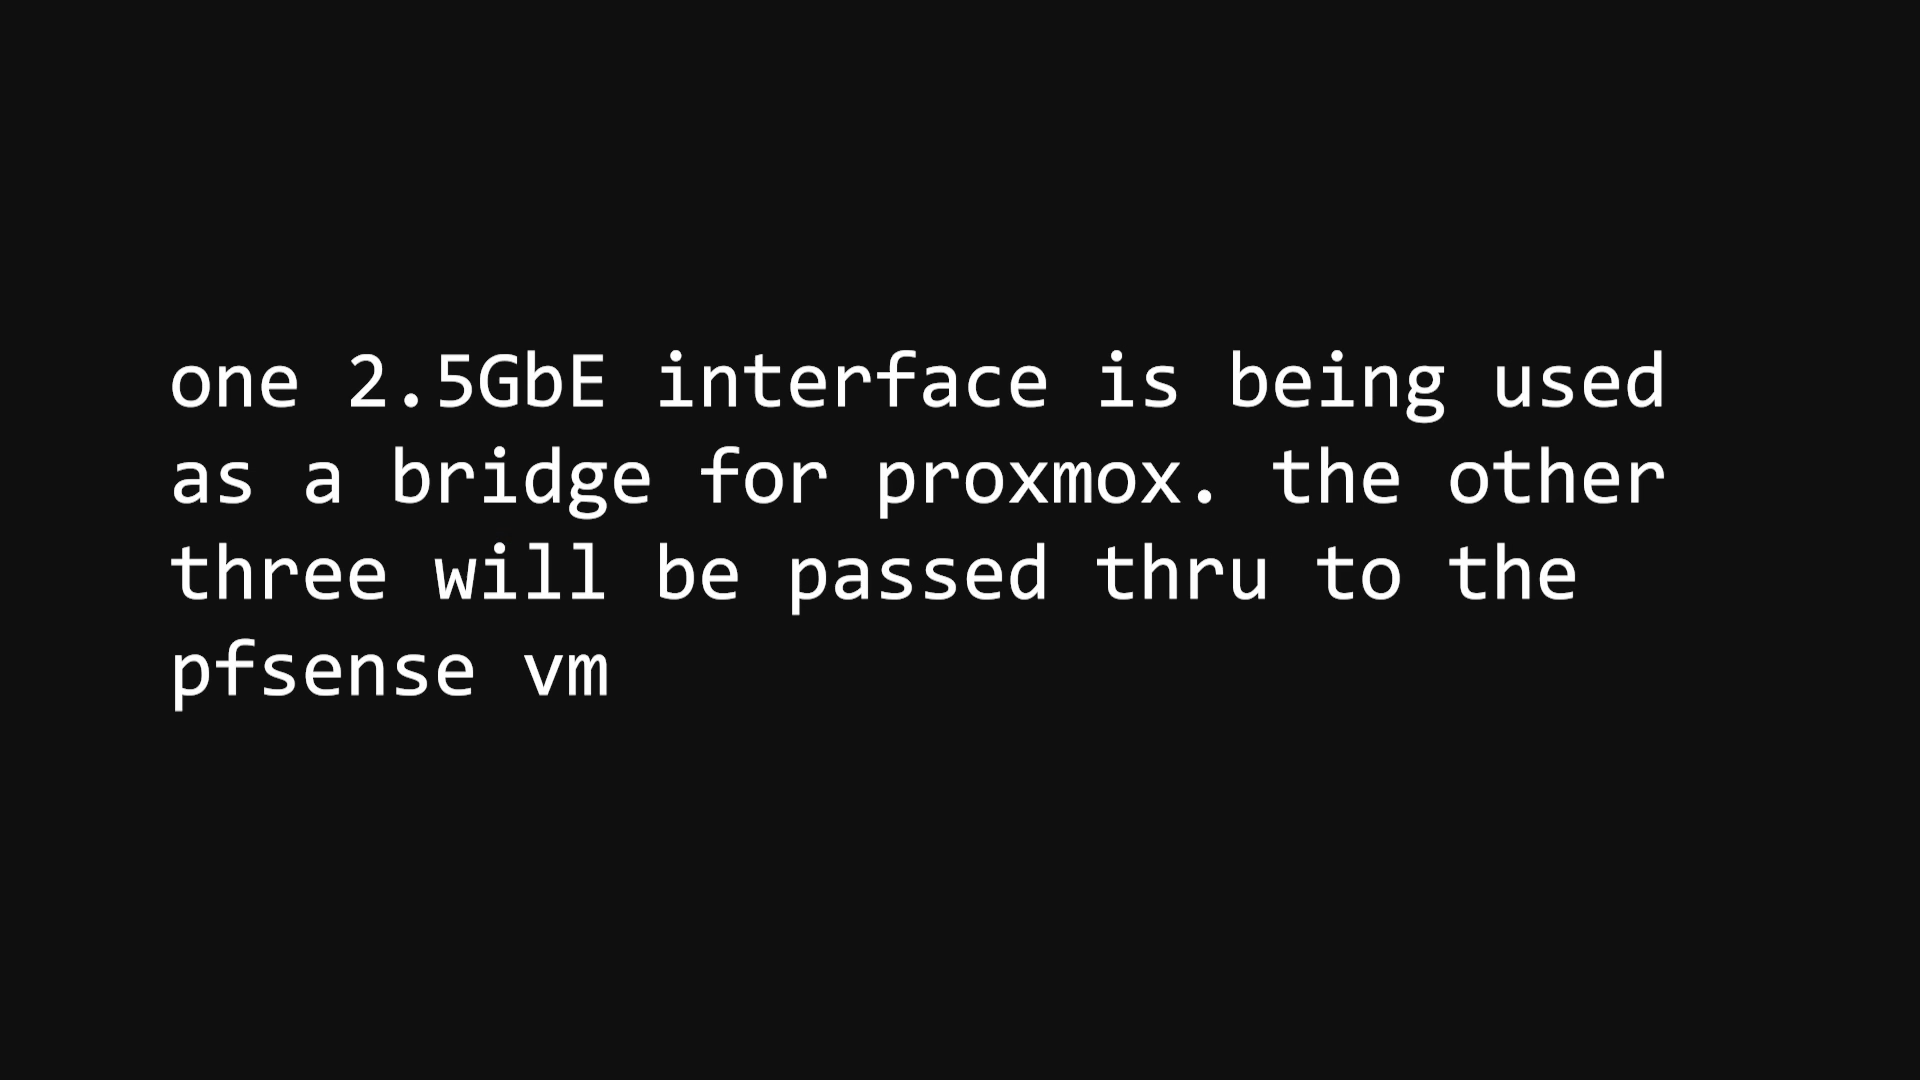 one 2.5GbE interface is being used
as a bridge for proxmox. the other
three will be passed thru to the
pfsense vm